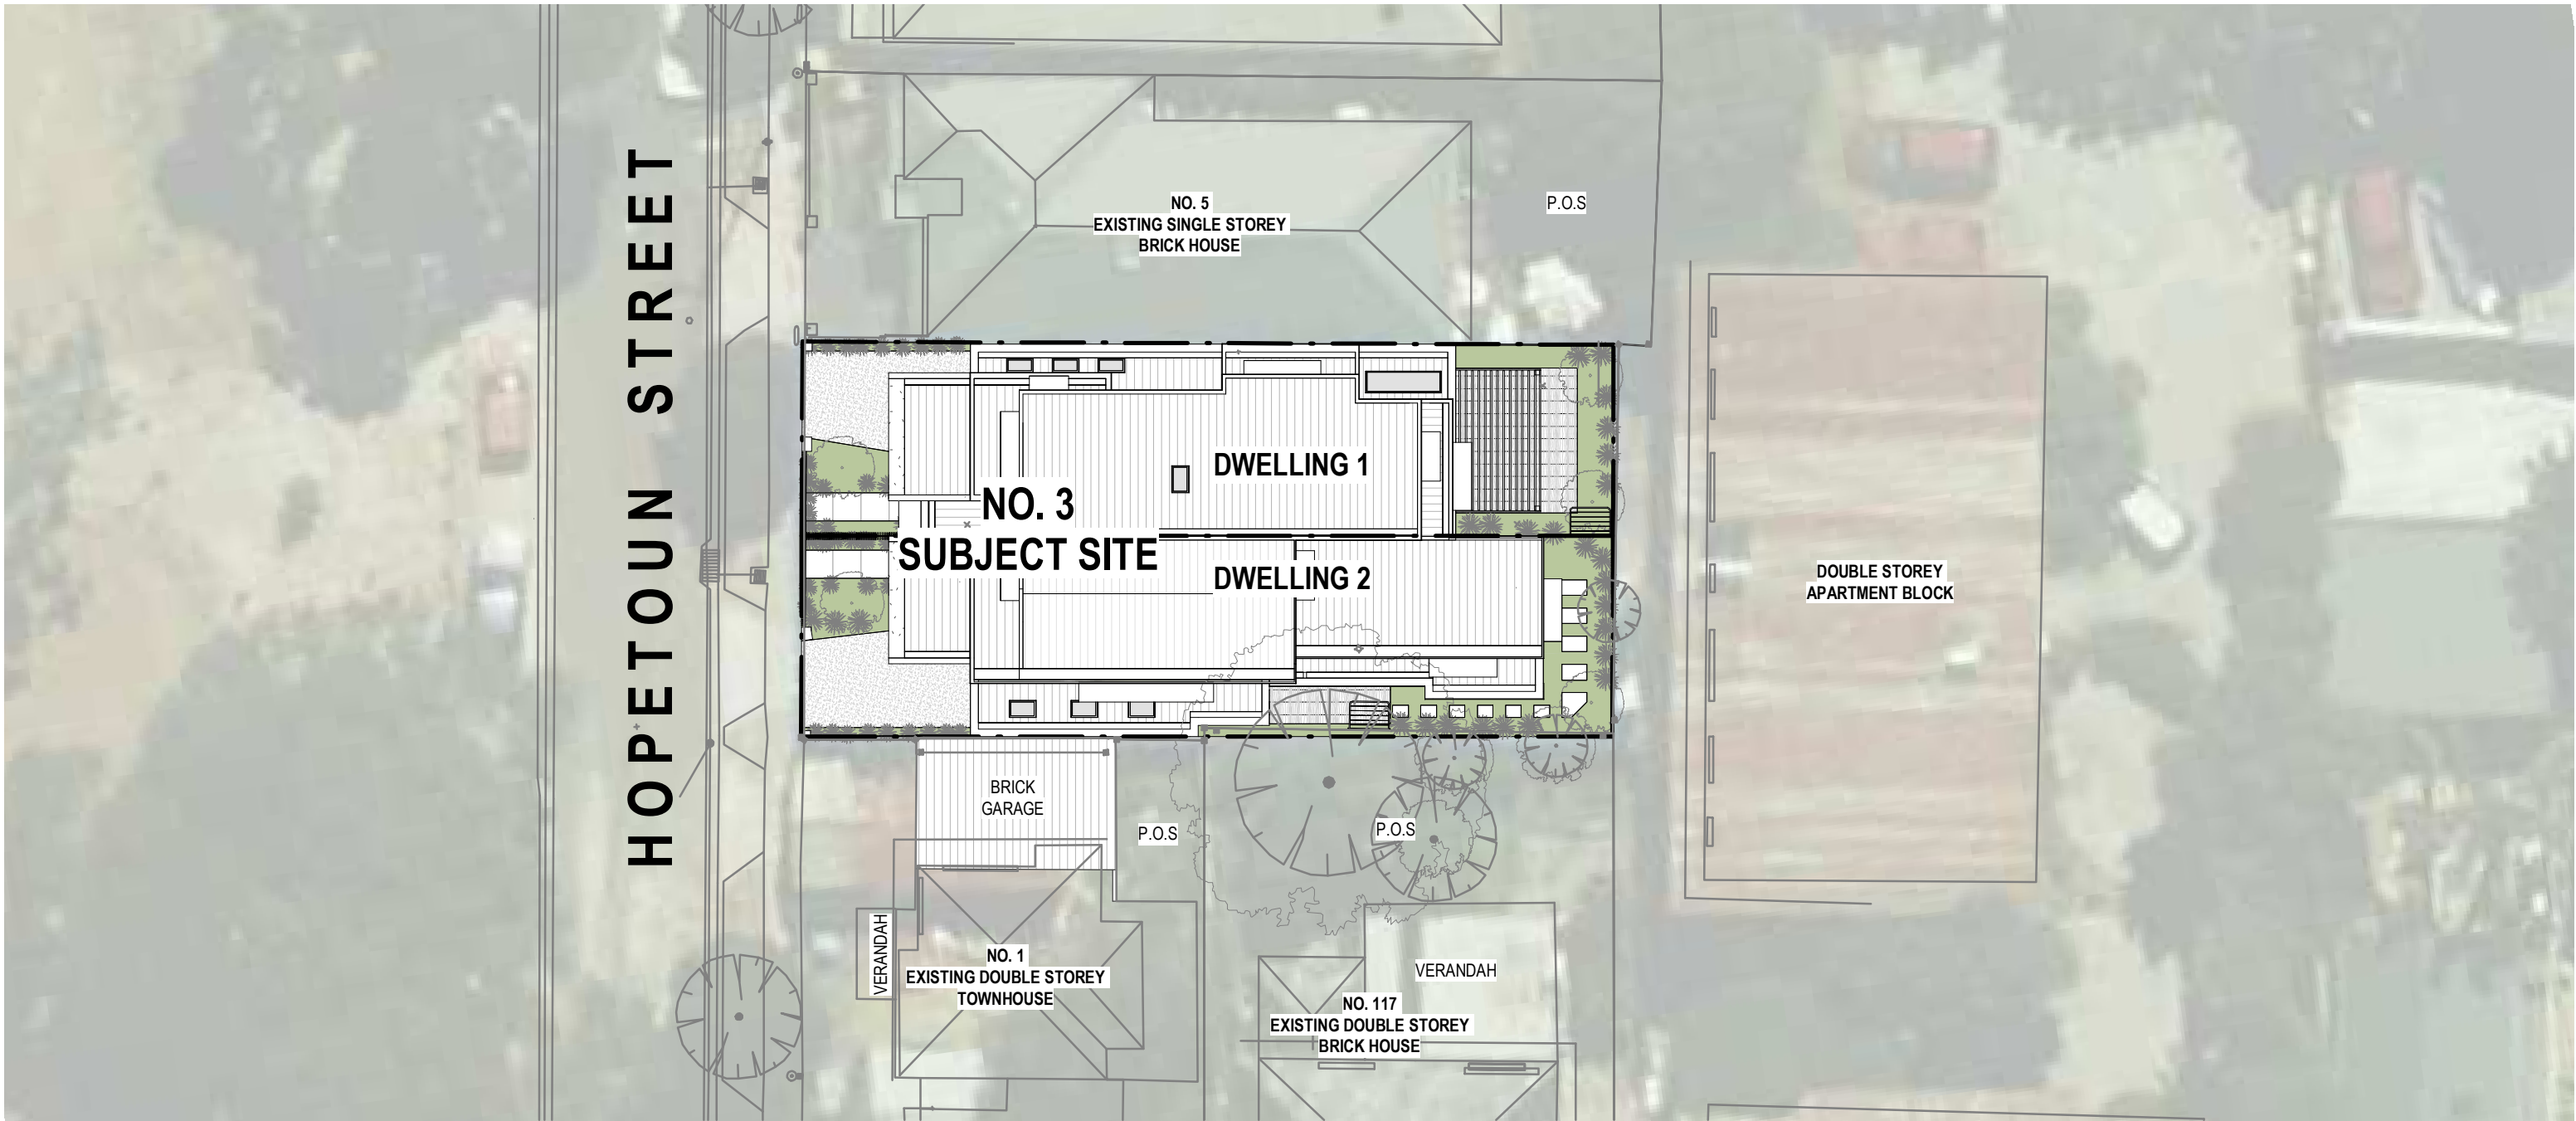 HOPETOUN STREET
NO. 5
EXISTING SINGLE STOREY
BRICK HOUSE
P.O.S
DWELLING 1
NO. 3
SUBJECT SITE
DWELLING 2
DOUBLE STOREY
APARTMENT BLOCK
BRICK
GARAGE
P.O.S
P.O.S
VERANDAH
NO. 1
EXISTING DOUBLE STOREY
TOWNHOUSE
VERANDAH
NO. 117
EXISTING DOUBLE STOREY
BRICK HOUSE